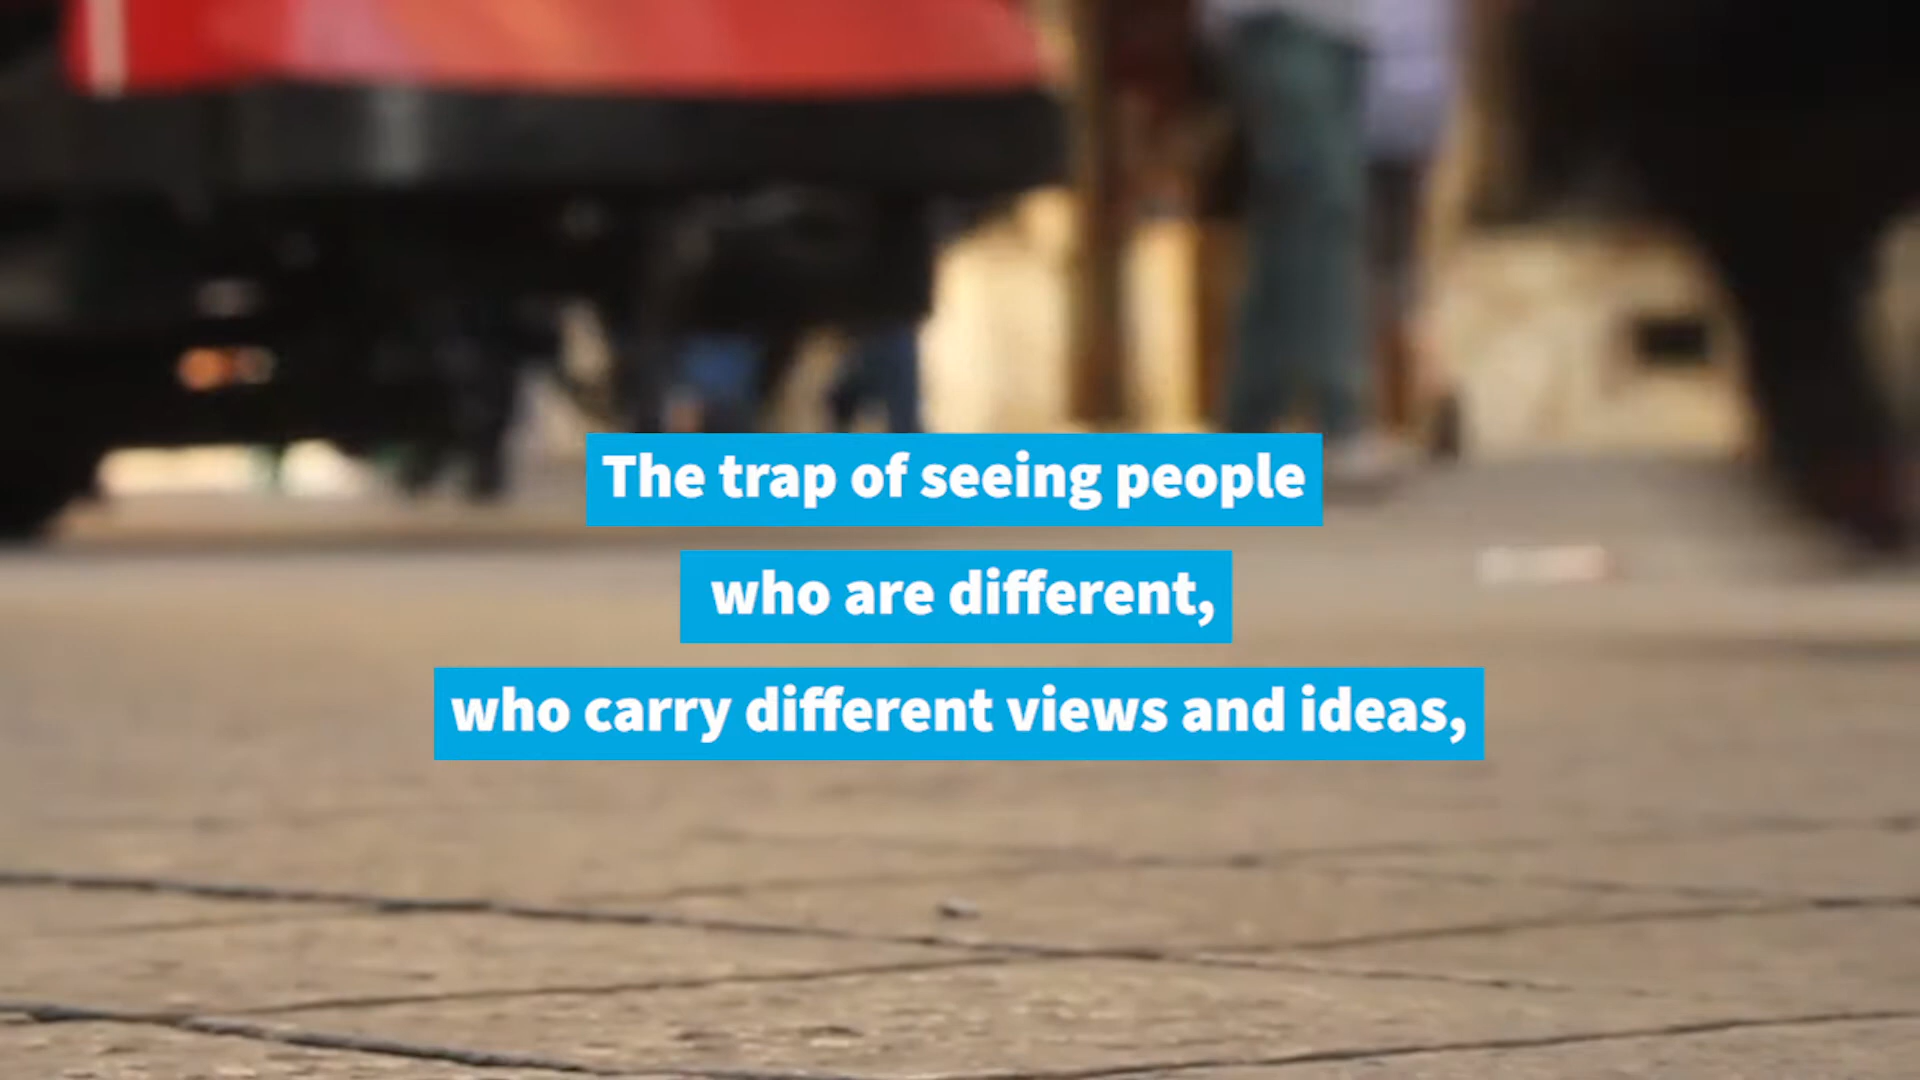 The trap of seeing people
who are different,
who carry different views and ideas,